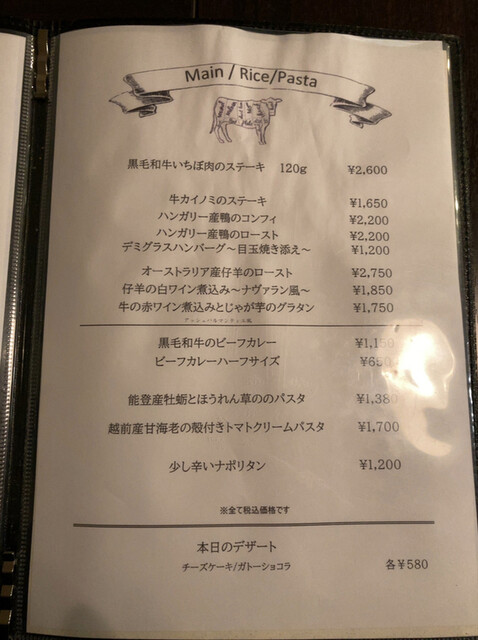 Main / Rice/Pasta
黒毛和牛いちぼ肉のステーキ 120g ¥2,600
牛カイノミのステーキ ¥1,650
ハンガリー産鴨のコンフィ ¥2,200
ハンガリー産鴨のロースト ¥2,200
デミグラスハンバーグ～目玉焼き添え～ ¥1,200
オーストラリア産仔羊のロースト ¥2,750
仔羊の白ワイン煮込み～ナヴァラン風～ ¥1,850
牛の赤ワイン煮込みとじゃが芋のグラタン ¥1,750
黒毛和牛のビーフカレー ¥1,150
ビーフカレーハーフサイズ ¥650
能登産牡蛎とほうれん草ののパスタ ¥1,380
越前産甘海老の殻付きトマトクリームパスタ ¥1,700
少し辛いナポリタン ¥1,200
※全て税込価格です
本日のデザート
チーズケーキ/ガトーショコラ 各¥580